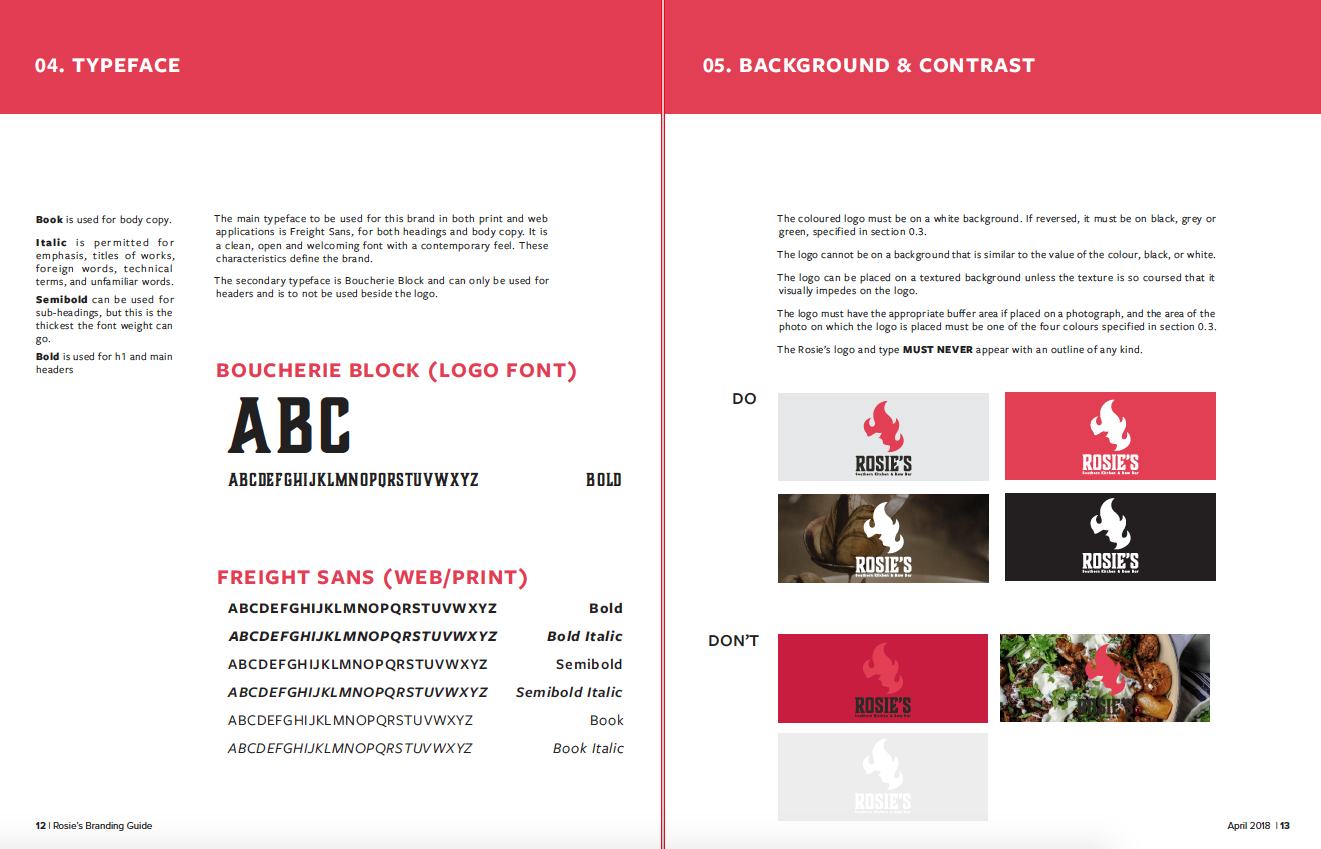 04. TYPEFACE
Book is used for body copy.
Italic is permitted for
emphasis, titles of works,
foreign words, technical
terms, and unfamiliar words.
Semibold can be used for
sub-headings, but this is the
thickest the font weight can
go.
Bold is used for h1 and main
headers
The main typeface to be used for this brand in both print and web
applications is Freight Sans, for both headings and body copy. It is
a clean, open and welcoming font with a contemporary feel. These
characteristics define the brand.
The secondary typeface is Boucherie Block and can only be used for
headers and is to not be used beside the logo.
BOUCHERIE BLOCK (LOGO FONT)
ABC
ABCDEFGHIJKLMNOPQRSTUVWXYZ BOLD
FREIGHT SANS (WEB/PRINT)
ABCDEFGHIJKLMNOPQRSTUVWXYZ Bold
ABCDEFGHIJKLMNOPQRSTUVWXYZ Bold Italic
ABCDEFGHIJKLMNOPQRSTUVWXYZ Semibold
ABCDEFGHIJKLMNOPQRSTUVWXYZ Semibold Italic
ABCDEFGHIJKLMNOPQRSTUVWXYZ Book
ABCDEFGHIJKLMNOPQRSTUVWXYZ Book Italic
12 | Rosie's Branding Guide
05. BACKGROUND & CONTRAST
The coloured logo must be on a white background. If reversed, it must be on black, grey or
green, specified in section 0.3.
The logo cannot be on a background that is similar to the value of the colour, black, or white.
The logo can be placed on a textured background unless the texture is so coursed that it
visually impedes on the logo.
The logo must have the appropriate buffer area if placed on a photograph, and the area of the
photo on which the logo is placed must be one of the four colours specified in section 0.3.
The Rosie's logo and type MUST NEVER appear with an outline of any kind.
DO
ROSIE'S
Southern Kitchen & Raw Bar
ROSIE'S
Southern Kitchen & Raw Bar
ROSIE'S
Southern Kitchen & Raw Bar
ROSIE'S
Southern Kitchen & Raw Bar
DON'T
ROSIE'S
Southern Kitchen & Raw Bar
ROSIE'S
ROSIE'S
April 2018 | 13